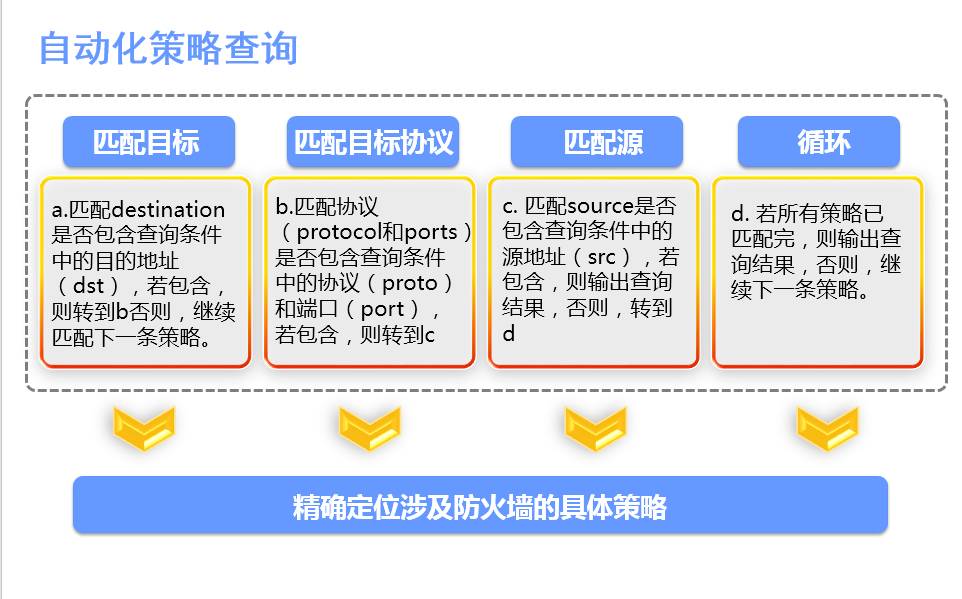 自动化策略查询
匹配目标
a.匹配destination
是否包含查询条件
中的目的地址
（dst），若包含，
则转到b否则，继续
匹配下一条策略。
匹配目标协议
b.匹配协议
（protocol和ports）
是否包含查询条件
中的协议（proto）
和端口（port），
若包含，则转到c
匹配源
c. 匹配source是否
包含查询条件中的
源地址（src），若
包含，则输出查询
结果，否则，转到
d
循环
d. 若所有策略已
匹配完，则输出查
询结果，否则，继
续下一条策略。
精确定位涉及防火墙的具体策略